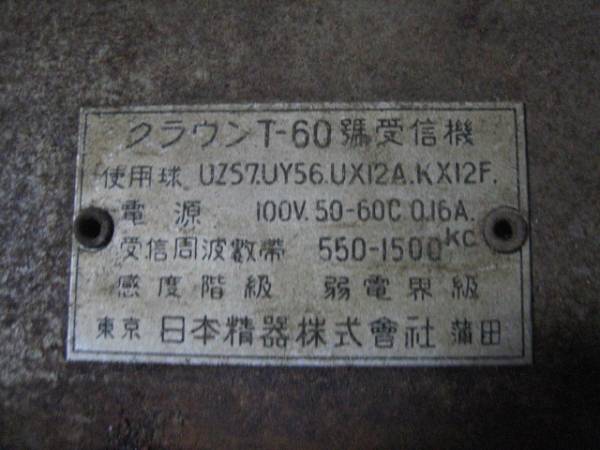 クラウンT-60號受信機
使用球 UZ57.UY56.UX12A.KX12F.
電源 100V. 50-60C 0.16A.
受信周波数帶 550-1500KC
感度階級 弱電界級
東京 日本精器株式會社 蒲田